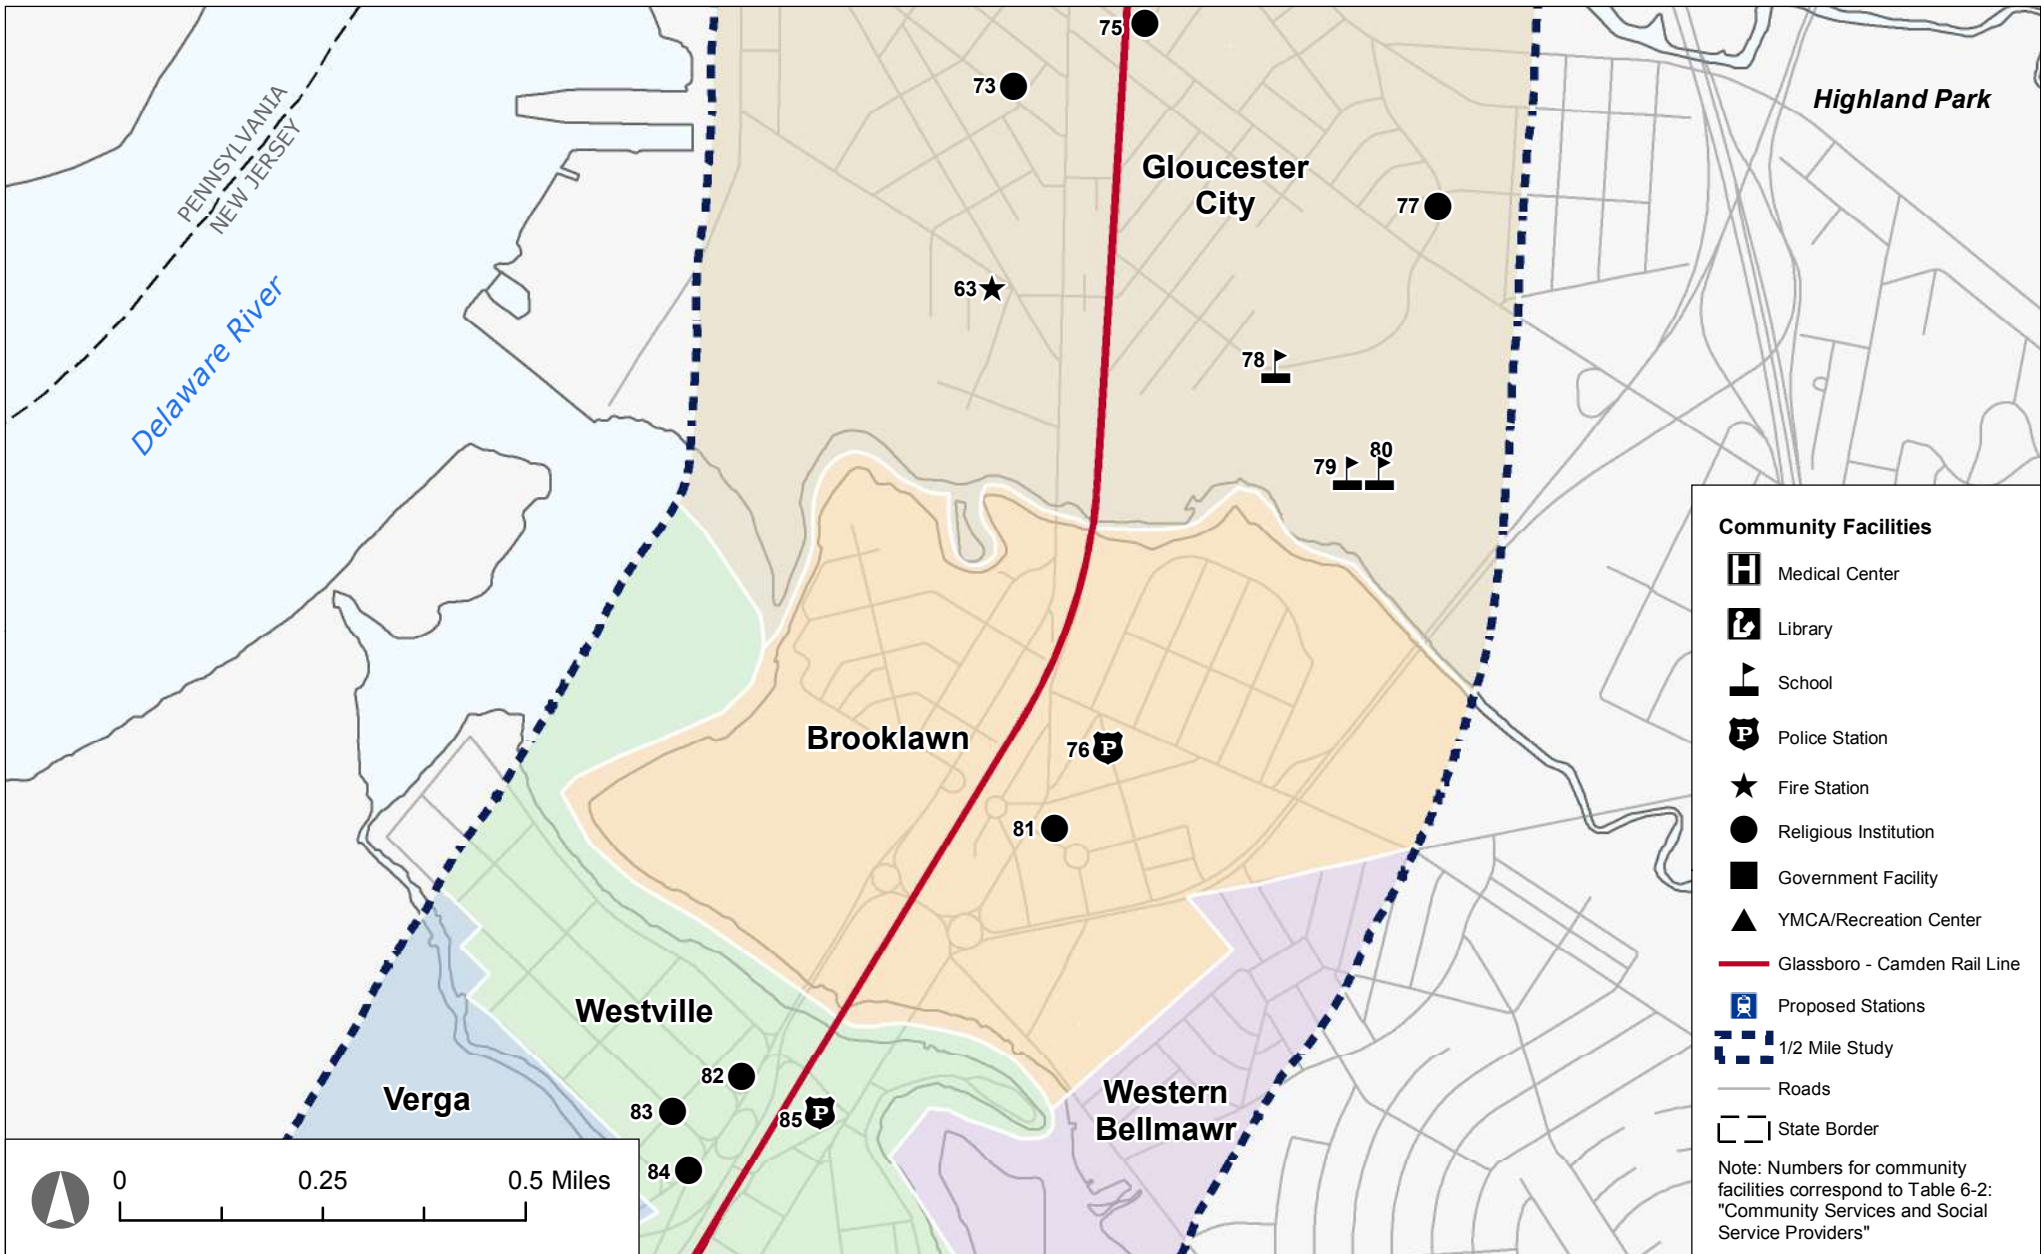 75
73
PENNSYLVANIA
NEW JERSEY
Highland Park
Gloucester
City
77
63
Delaware River
78
79
80
Brooklawn
76
81
Westville
Verga
82
83
85
84
Western
Bellmawr
0
0.25
0.5 Miles
Community Facilities
H
Medical Center
Library
School
P
Police Station
Fire Station
Religious Institution
Government Facility
YMCA/Recreation Center
Glassboro - Camden Rail Line
Proposed Stations
1/2 Mile Study
Roads
State Border
Note: Numbers for community
facilities correspond to Table 6-2:
"Community Services and Social
Service Providers"
P
P